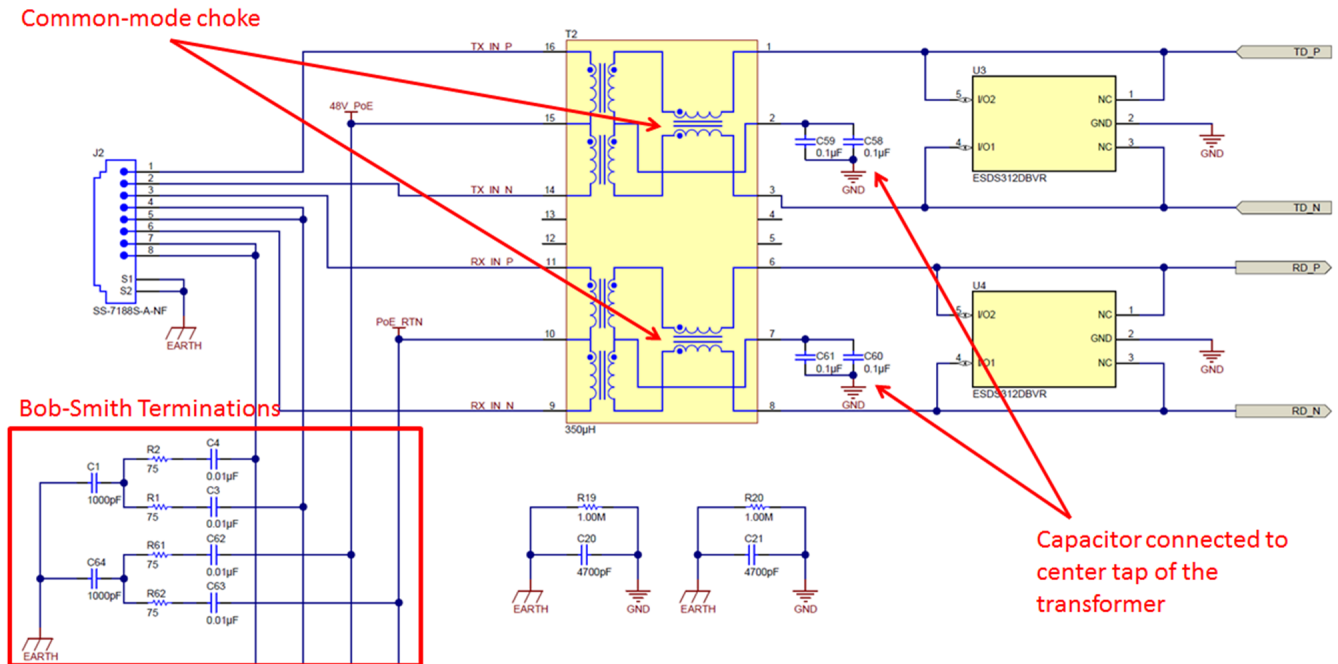 Common-mode choke
T2
TX_IN_P
16
1
TD_P
U3
48V_PoE
5
I/O2
NC
1
15
2
C59
0.1µF
C58
0.1µF
GND
GND
2
GND
J2
4
I/O1
NC
3
ESDS312DBVR
1
2
3
4
5
6
7
8
TX_IN_N
14
3
TD_N
13
4
12
5
RX_IN_P
11
6
RD_P
S1
S2
SS-7188S-A-NF
EARTH
U4
5
I/O2
NC
1
PoE_RTN
10
7
C61
0.1µF
C60
0.1µF
GND
GND
2
GND
4
I/O1
NC
3
ESDS312DBVR
RX_IN_N
9
8
RD_N
350µH
Bob-Smith Terminations
C1
1000pF
R2
75
C4
0.01µF
R1
75
C3
0.01µF
C64
1000pF
R61
75
C62
0.01µF
R62
75
C63
0.01µF
EARTH
R19
1.00M
C20
4700pF
EARTH
GND
R20
1.00M
C21
4700pF
EARTH
GND
Capacitor connected to
center tap of the
transformer